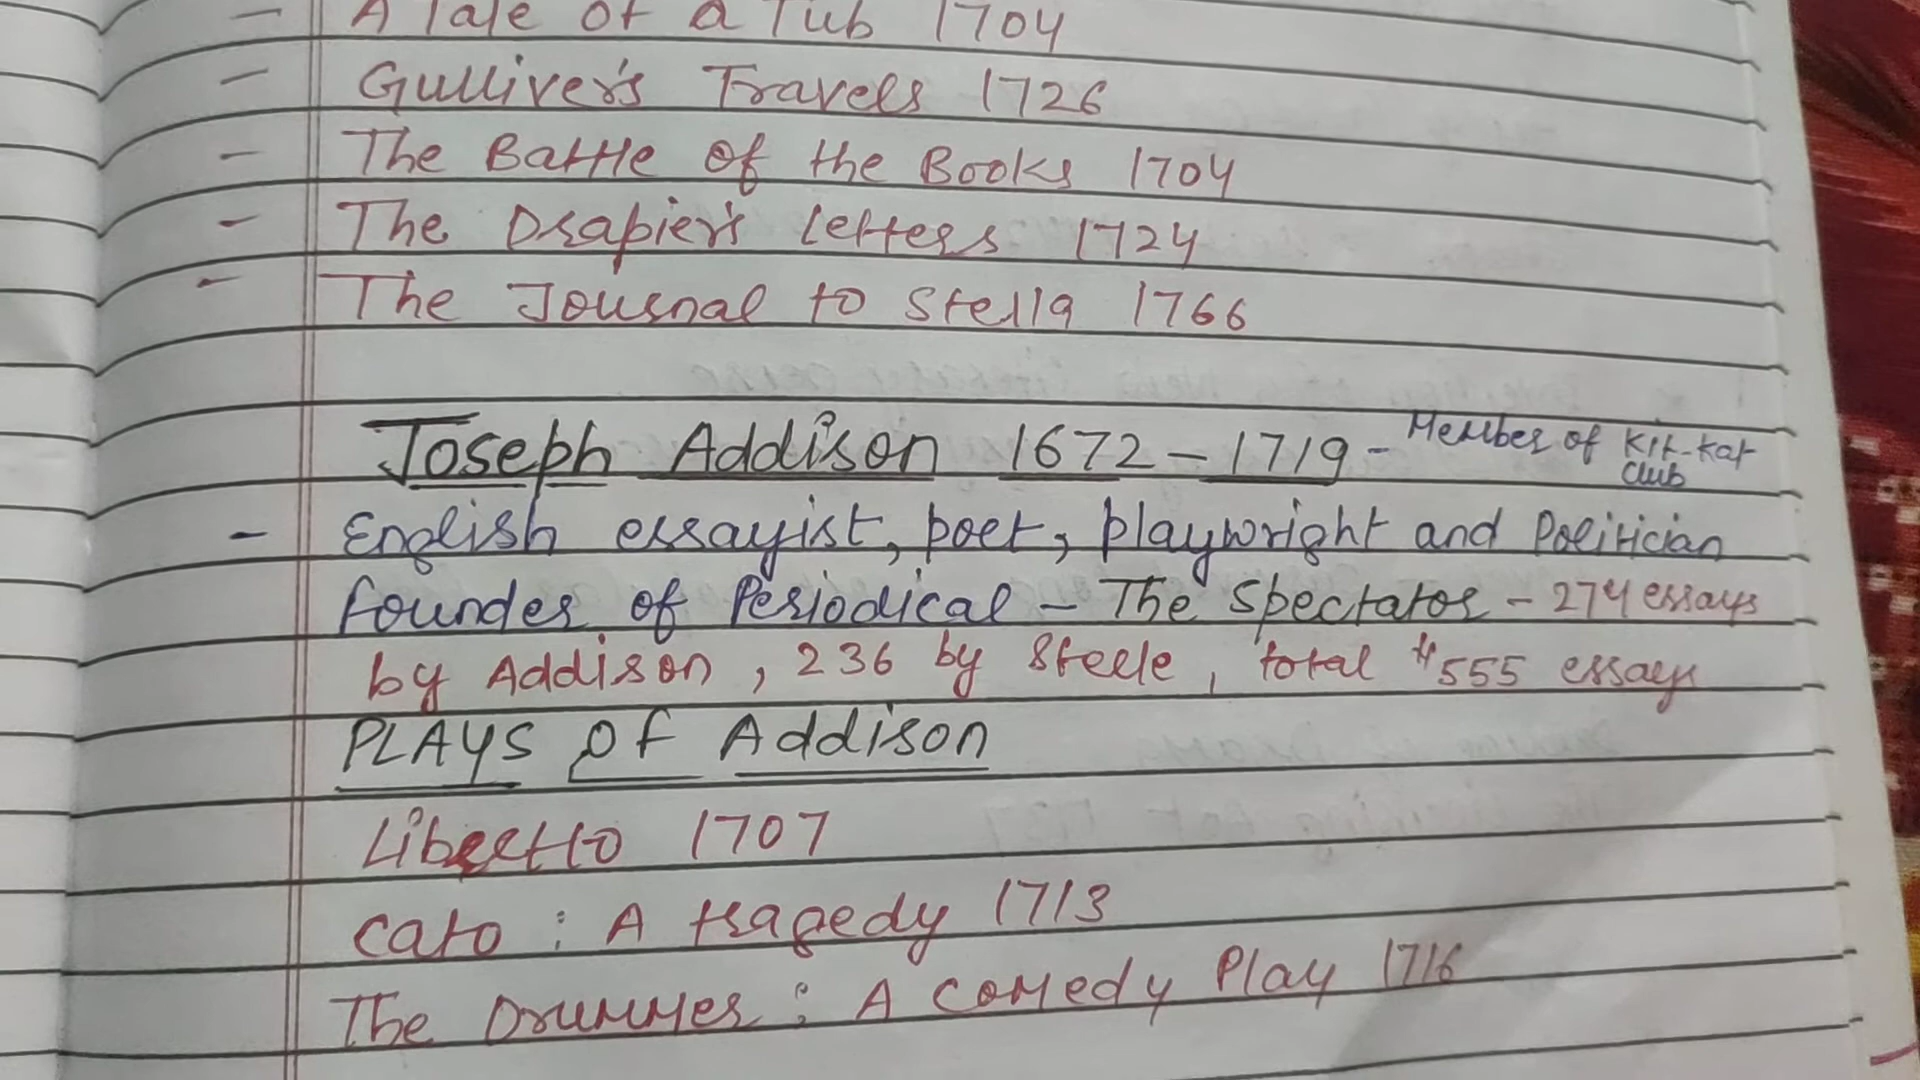 - A Tale of a Tub 1704
- Gulliver's Travels 1726
- The Battle of the Books 1704
- The Drapier's Letters 1724
- The Journal to Stella 1766
Joseph Addison 1672 - 1719 - Member of Kit-Kat Club
- English essayist, poet, playwright and Politician
founder of Periodical - The Spectator - 274 essays
by Addison, 236 by Steele, total # 555 essays
PLAYS of Addison
Libretto 1707
Cato : A tragedy 1713
The Drummer : A Comedy Play 1716